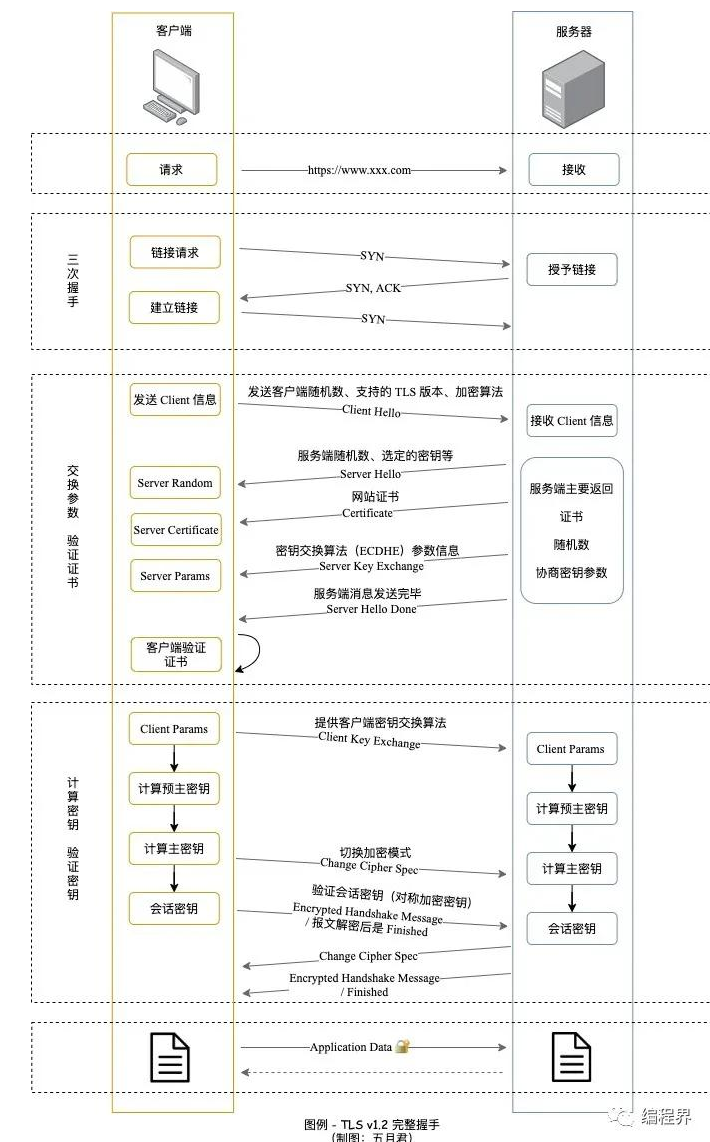 客户端
服务器
请求
https://www.xxx.com
接收
三次握手
链接请求
SYN
授予链接
SYN, ACK
建立链接
SYN
交换参数 验证证书
发送 Client 信息
发送客户端随机数、支持的 TLS 版本、加密算法
Client Hello
接收 Client 信息
服务端随机数、选定的密钥等
Server Hello
Server Random
网站证书
Certificate
Server Certificate
密钥交换算法（ECDHE）参数信息
Server Key Exchange
Server Params
服务端消息发送完毕
Server Hello Done
服务端主要返回
证书
随机数
协商密钥参数
客户端验证
证书
计算密钥 验证密钥
Client Params
提供客户端密钥交换算法
Client Key Exchange
Client Params
计算预主密钥
计算预主密钥
计算主密钥
切换加密模式
Change Cipher Spec
计算主密钥
会话密钥
验证会话密钥（对称加密密钥）
Encrypted Handshake Message
/ 报文解密后是 Finished
会话密钥
Change Cipher Spec
Encrypted Handshake Message
/ Finished
Application Data
图例 - TLS v1.2 完整握手
(制图：五月君)
编程界